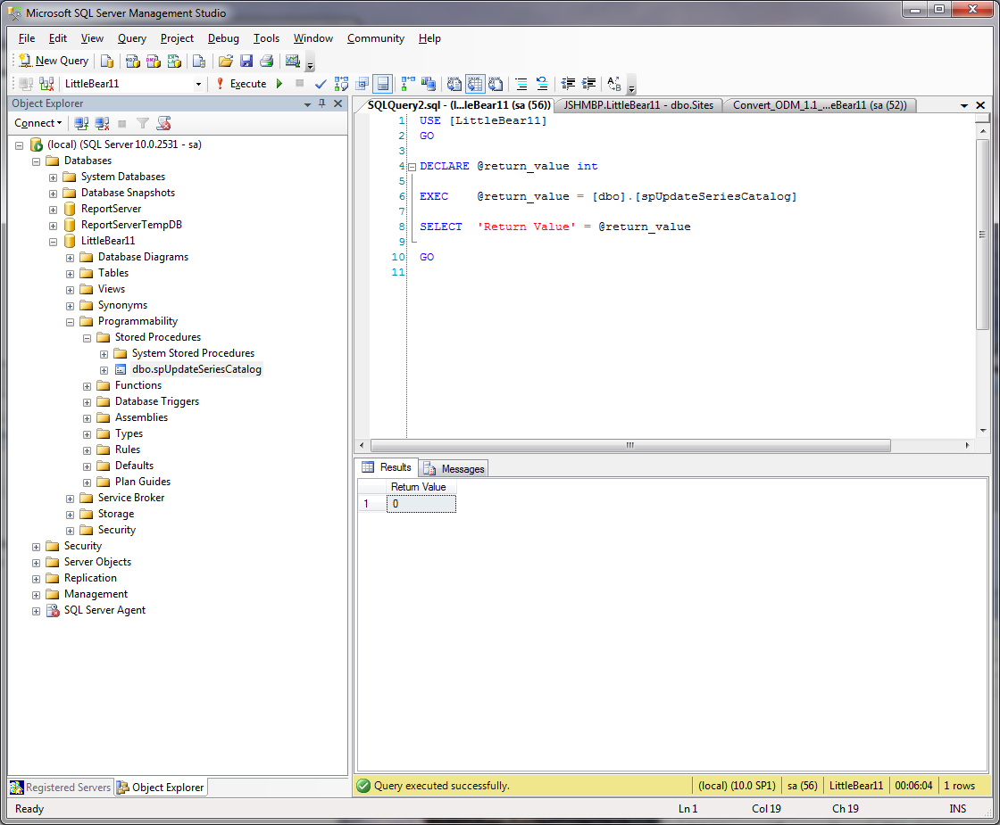 Microsoft SQL Server Management Studio
File Edit View Query Project Debug Tools Window Community Help
New Query
LittleBear11 Execute
Object Explorer
Connect
(local) (SQL Server 10.0.2531 - sa)
Databases
System Databases
Database Snapshots
ReportServer
ReportServerTempDB
LittleBear11
Database Diagrams
Tables
Views
Synonyms
Programmability
Stored Procedures
System Stored Procedures
dbo.spUpdateSeriesCatalog
Functions
Database Triggers
Assemblies
Types
Rules
Defaults
Plan Guides
Service Broker
Storage
Security
Security
Server Objects
Replication
Management
SQL Server Agent
Registered Servers Object Explorer
SQLQuery2.sql - (l...leBear11 (sa (56)) JSHMBP.LittleBear11 - dbo.Sites Convert_ODM_1.1_...eBear11 (sa (52))
1 USE [LittleBear11]
2 GO
3
4 DECLARE @return_value int
5
6 EXEC @return_value = [dbo].[spUpdateSeriesCatalog]
7
8 SELECT 'Return Value' = @return_value
9
10 GO
11
Results Messages
Return Value
1 0
Query executed successfully. (local) (10.0 SP1) sa (56) LittleBear11 00:06:04 1 rows
Ready Ln 1 Col 19 Ch 19 INS